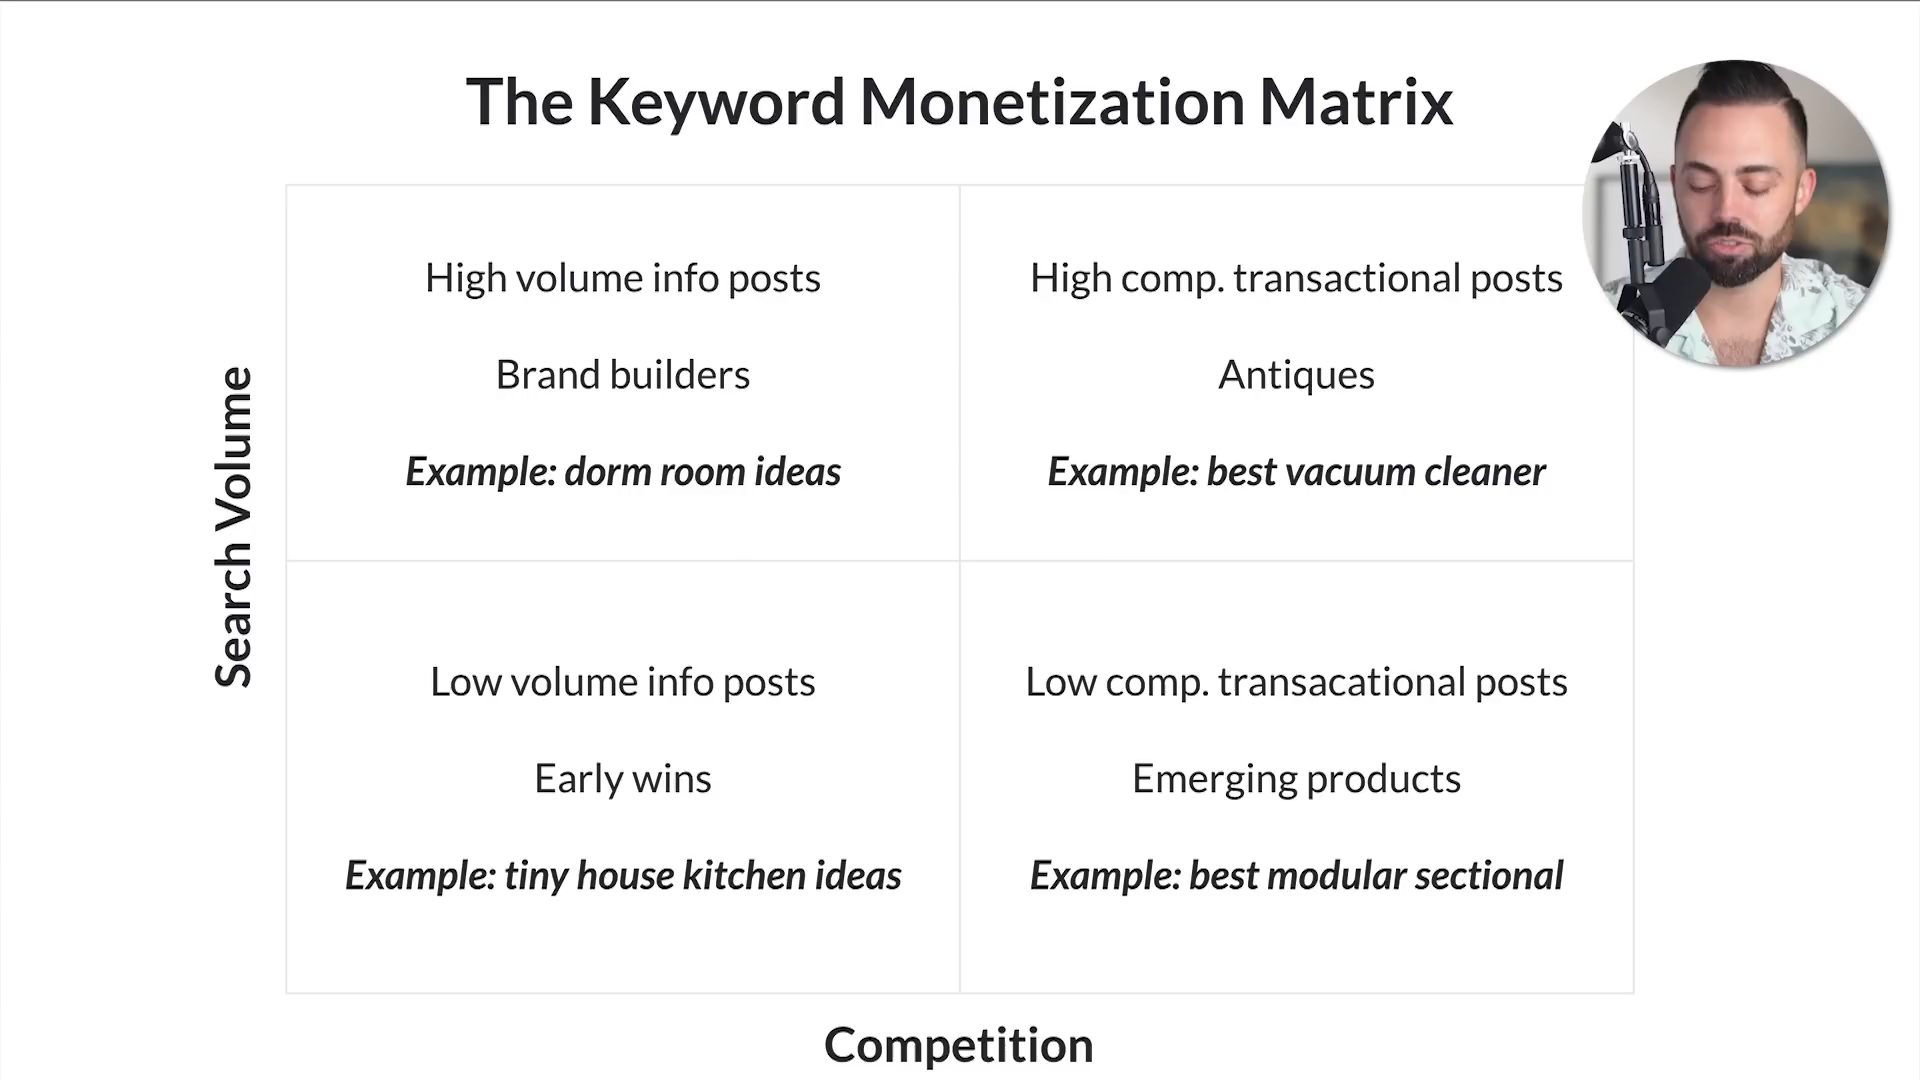 The Keyword Monetization Matrix
High volume info posts
Brand builders
Example: dorm room ideas
High comp. transactional posts
Antiques
Example: best vacuum cleaner
Search Volume
Low volume info posts
Early wins
Example: tiny house kitchen ideas
Low comp. transacational posts
Emerging products
Example: best modular sectional
Competition